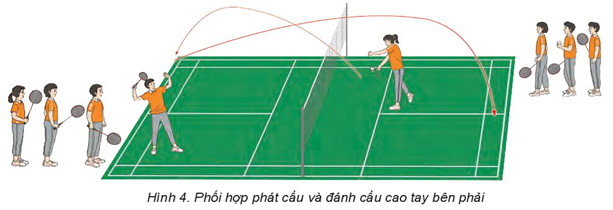 Hình 4. Phối hợp phát cầu và đánh cầu cao tay bên phải